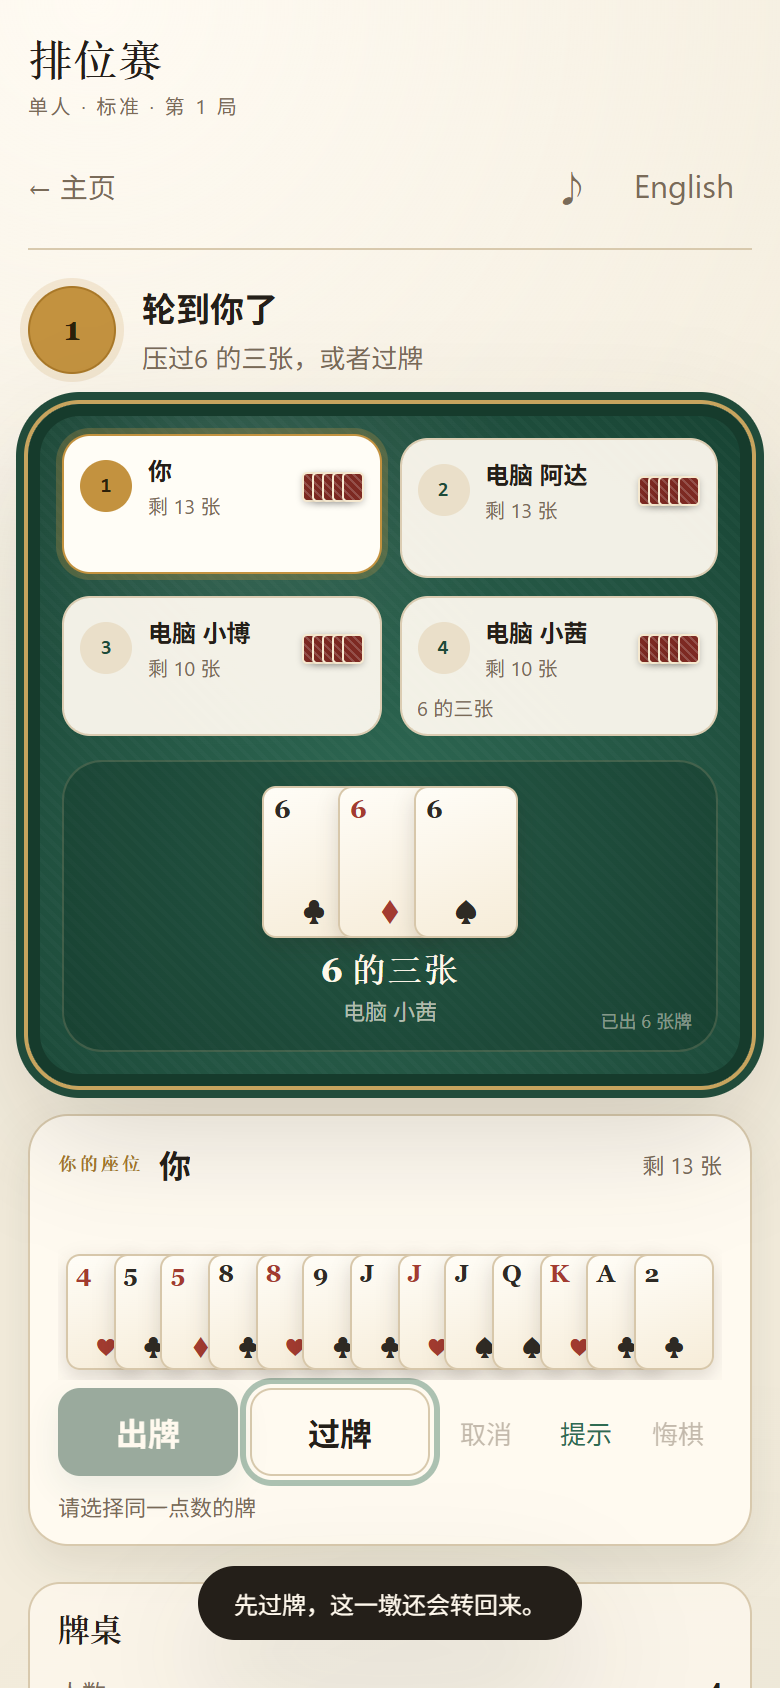 排位赛
单人 · 标准 · 第 1 局
← 主页
♪
English
1
轮到你了
压过6 的三张，或者过牌
1
你
剩 13 张
2
电脑 阿达
剩 13 张
3
电脑 小博
剩 10 张
4
电脑 小茜
剩 10 张
6 的三张
6 6 6
♣ ♦ ♠
6 的三张
电脑 小茜
已出 6 张牌
你的座位 你
剩 13 张
4 5 5 8 8 9 J J J Q K A 2
♥ ♣ ♦ ♣ ♥ ♣ ♣ ♥ ♠ ♠ ♥ ♣ ♣
出牌 过牌 取消 提示 悔棋
请选择同一点数的牌
先过牌，这一墩还会转回来。
牌桌